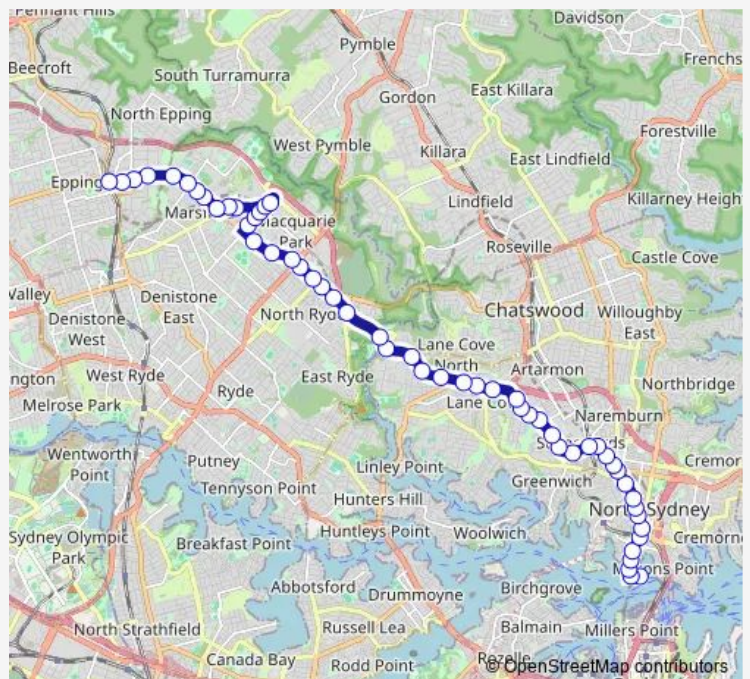 Pennant Hills
Davidson
Pymble
Beecroft
Frenchs
South Turramurra
East Killara
Gordon
North Epping
Forestville
West Pymble
Killara
East Lindfield
Epping
Killarney Heigh
Lindfield
Marsf
Macquarie
Park
Roseville
Castle Cove
Valley
Denistone
East
Chatswood
Willoughby
East
North Ryd
Denistone
West
Lane Cove
North
Artarmon
ngton
West Ryde
East Ryde
Northbridge
Ryde
Melrose Park
Lane Co
Naremburn
Wentworth
Point
Putney
Linley Point
Cremor
Tennyson Point
Greenwich
Hunters Hill
North Sydney
Huntleys Point
Woolwich
Sydney Olympic
Park
Breakfast Point
Cremorne
Abbotsford
Birchgrove
Drummoyne
North Strathfield
Russell Lea
Balmain
Millers Point
Canada Bay
Rodd Point
Rozelle
© OpenStreetMap contributors